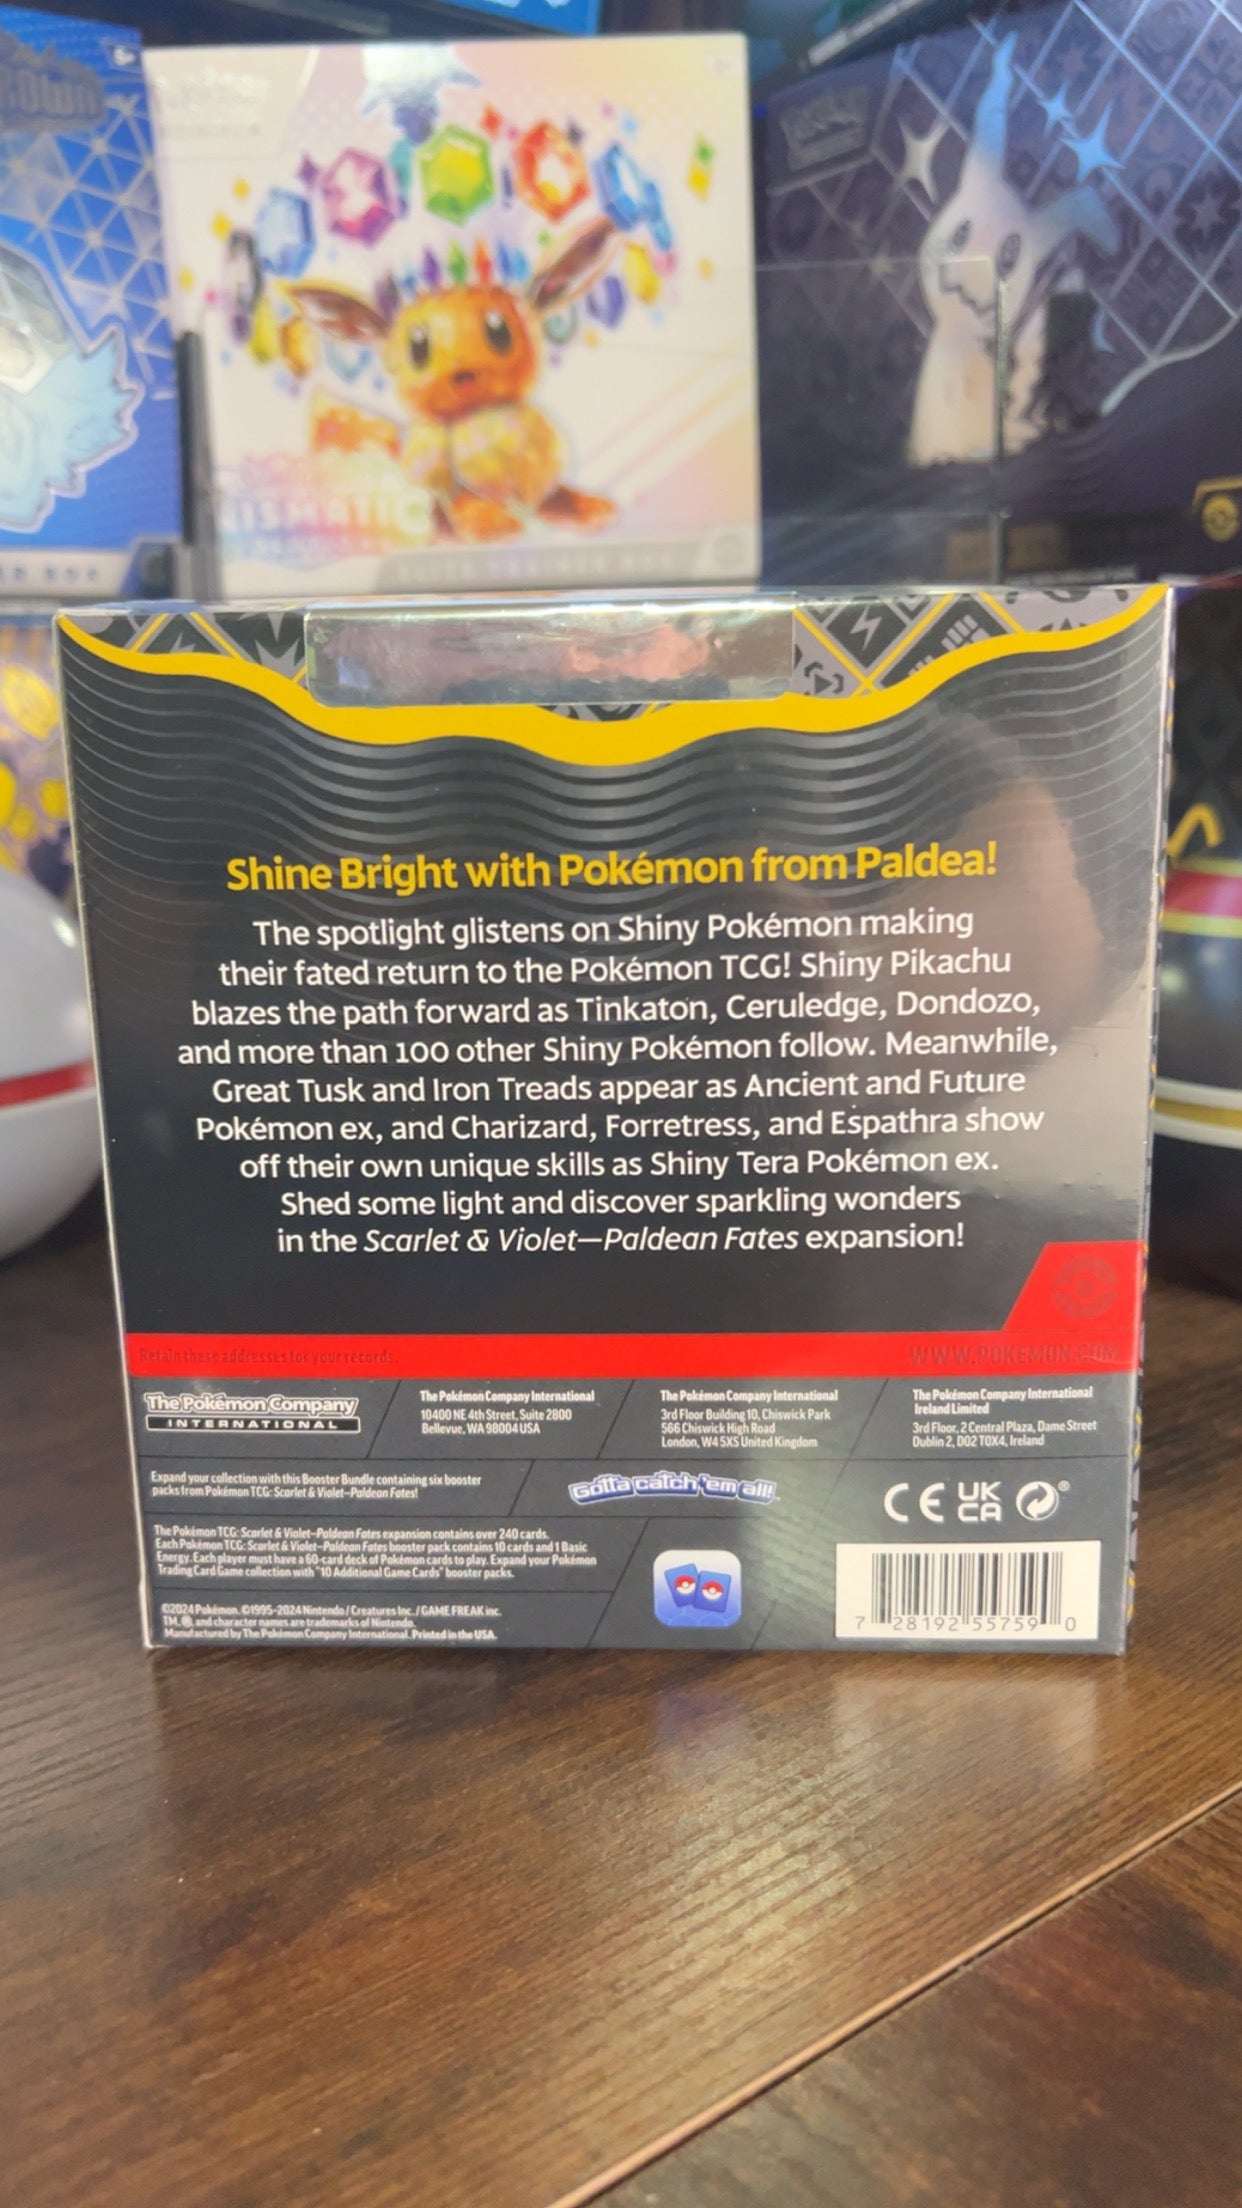 Shine Bright with Pokémon from Paldea!
The spotlight glistens on Shiny Pokémon making
their fated return to the Pokémon TCG! Shiny Pikachu
blazes the path forward as Tinkaton, Ceruledge, Dondozo,
and more than 100 other Shiny Pokémon follow. Meanwhile,
Great Tusk and Iron Treads appear as Ancient and Future
Pokémon ex, and Charizard, Forretress, and Espathra show
off their own unique skills as Shiny Tera Pokémon ex.
Shed some light and discover sparkling wonders
in the Scarlet & Violet—Paldean Fates expansion!
Retain these addresses for your records.
WWW.POKEMON.COM
The Pokémon Company
INTERNATIONAL
The Pokémon Company International
10400 NE 4th Street, Suite 2800
Bellevue, WA 98004 USA
The Pokémon Company International
3rd Floor Building 10, Chiswick Park
566 Chiswick High Road
London, W4 5XS United Kingdom
The Pokémon Company International
Ireland Limited
3rd Floor, 2 Central Plaza, Dame Street
Dublin 2, D02 T0X4, Ireland
Expand your collection with this Booster Bundle containing six booster
packs from Pokémon TCG: Scarlet & Violet—Paldean Fates!
Gotta catch 'em all!
CE UK
CA
The Pokémon TCG: Scarlet & Violet—Paldean Fates expansion contains over 240 cards.
Each Pokémon TCG: Scarlet & Violet—Paldean Fates booster pack contains 10 cards and 1 Basic
Energy. Each player must have a 60-card deck of Pokémon cards to play. Expand your Pokémon
Trading Card Game collection with "10 Additional Game Cards" booster packs.
©2024 Pokémon. ©1995–2024 Nintendo / Creatures Inc. / GAME FREAK inc.
TM, ®, and character names are trademarks of Nintendo.
Manufactured by The Pokémon Company International. Printed in the USA.
7 28192 55759 0